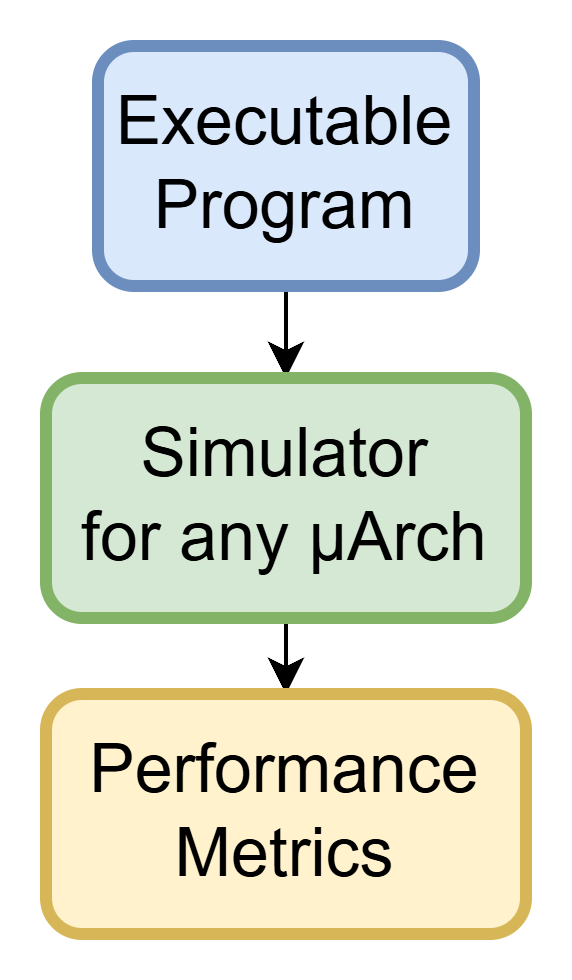 Executable
Program
Simulator
for any µArch
Performance
Metrics